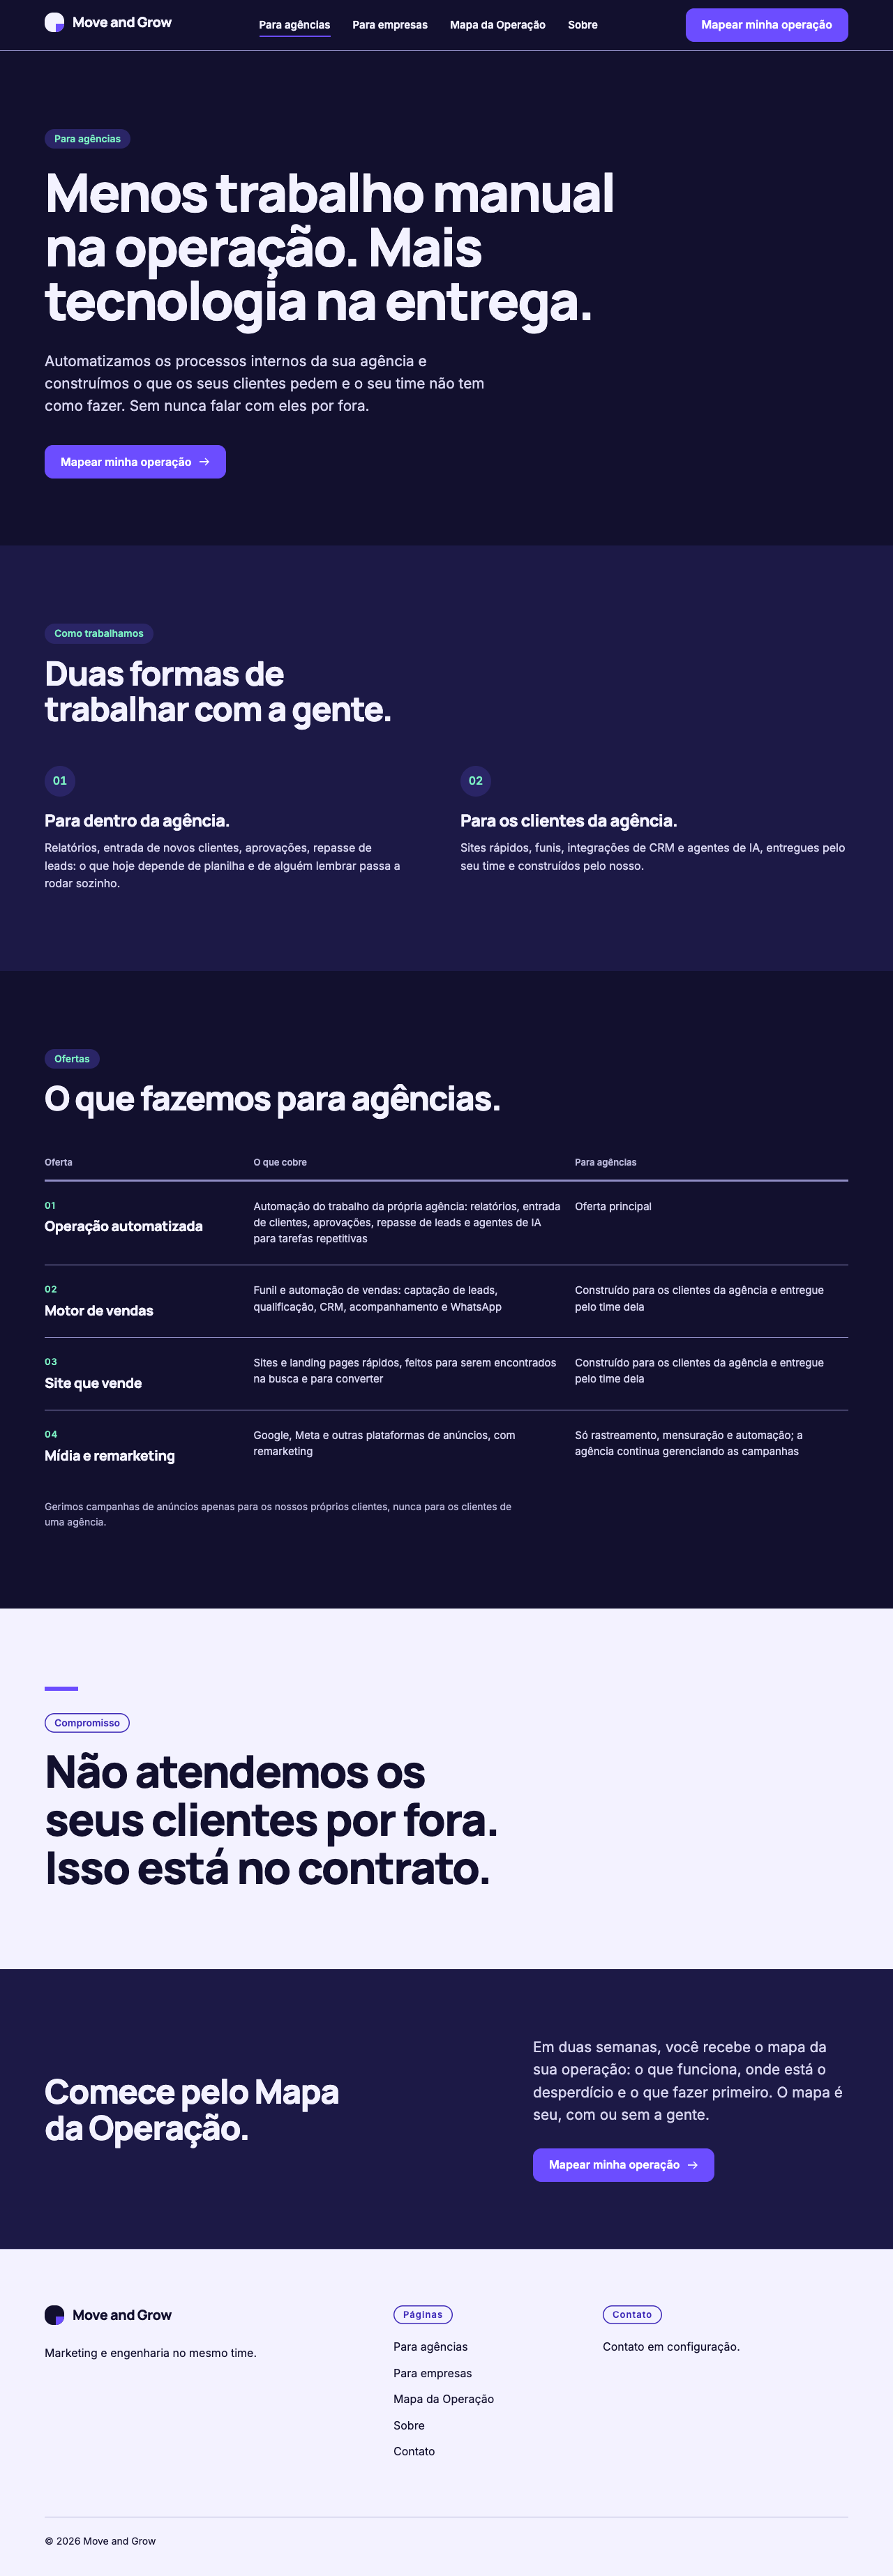 Move and Grow
Para agências
Para empresas
Mapa da Operação
Sobre
Mapear minha operação
Para agências
Menos trabalho manual
na operação. Mais
tecnologia na entrega.
Automatizamos os processos internos da sua agência e
construímos o que os seus clientes pedem e o seu time não tem
como fazer. Sem nunca falar com eles por fora.
Mapear minha operação →
Como trabalhamos
Duas formas de
trabalhar com a gente.
01
Para dentro da agência.
Relatórios, entrada de novos clientes, aprovações, repasse de
leads: o que hoje depende de planilha e de alguém lembrar passa a
rodar sozinho.
02
Para os clientes da agência.
Sites rápidos, funis, integrações de CRM e agentes de IA, entregues pelo
seu time e construídos pelo nosso.
Ofertas
O que fazemos para agências.
Oferta
O que cobre
Para agências
01
Operação automatizada
Automação do trabalho da própria agência: relatórios, entrada
de clientes, aprovações, repasse de leads e agentes de IA
para tarefas repetitivas
Oferta principal
02
Motor de vendas
Funil e automação de vendas: captação de leads,
qualificação, CRM, acompanhamento e WhatsApp
Construído para os clientes da agência e entregue
pelo time dela
03
Site que vende
Sites e landing pages rápidos, feitos para serem encontrados
na busca e para converter
Construído para os clientes da agência e entregue
pelo time dela
04
Mídia e remarketing
Google, Meta e outras plataformas de anúncios, com
remarketing
Só rastreamento, mensuração e automação; a
agência continua gerenciando as campanhas
Gerimos campanhas de anúncios apenas para os nossos próprios clientes, nunca para os clientes de
uma agência.
Compromisso
Não atendemos os
seus clientes por fora.
Isso está no contrato.
Comece pelo Mapa
da Operação.
Em duas semanas, você recebe o mapa da
sua operação: o que funciona, onde está o
desperdício e o que fazer primeiro. O mapa é
seu, com ou sem a gente.
Mapear minha operação →
Move and Grow
Marketing e engenharia no mesmo time.
Páginas
Para agências
Para empresas
Mapa da Operação
Sobre
Contato
Contato
Contato em configuração.
© 2026 Move and Grow